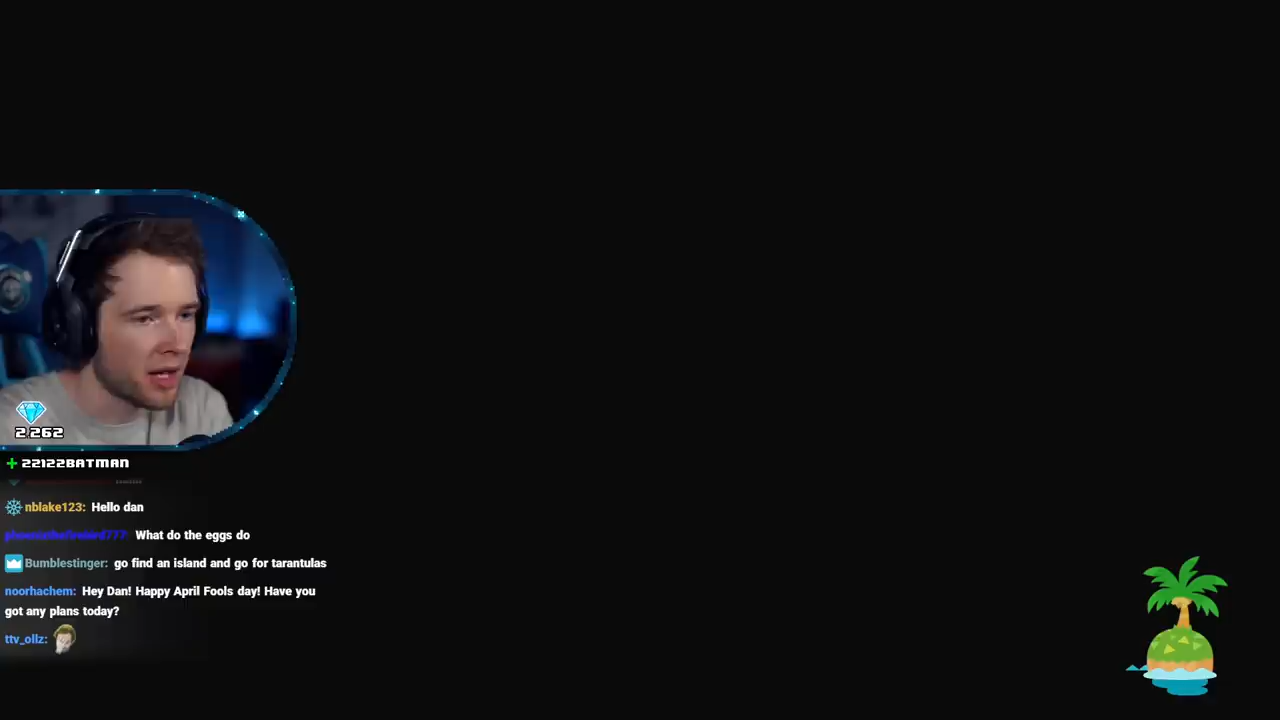 2.262
+ 22122BATMAN
nblake123: Hello dan
What do the eggs do
Bumblestinger: go find an island and go for tarantulas
noorhachem: Hey Dan! Happy April Fools day! Have you
got any plans today?
ttv_ollz: